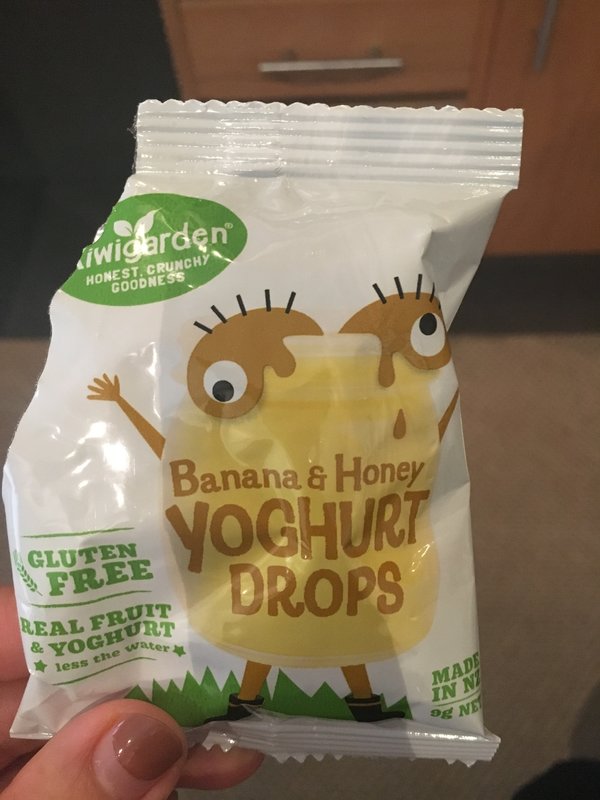 iwigarden®
HONEST, CRUNCHY
GOODNESS
Banana & Honey
YOGHURT
DROPS
GLUTEN
FREE
REAL FRUIT
& YOGHURT
less the water
MADE
IN NZ
9g NET